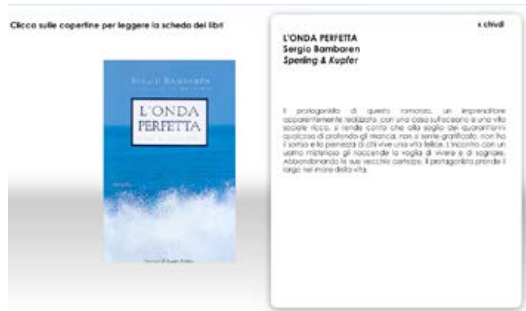 Clicca sulle copertine per leggere la scheda dei libri
x chiudi
L'ONDA PERFETTA
Sergio Bambaren
Sperling & Kupfer
SERGIO BAMBAREN
L'ONDA
PERFETTA
Il protagonista di questo romanzo, un imprenditore
apparentemente realizzato, con una casa sull'oceano e una vita
sociale ricca, si rende conto che alla soglia dei quarant'anni
qualcosa di profondo gli manca: non si sente gratificato, non ha
il sorriso e la pienezza di chi vive una vita felice. L'incontro con un
uomo misterioso gli riaccende la voglia di vivere e di sognare.
Abbandonando le sue vecchie certezze, il protagonista prende il
largo nel mare della vita.